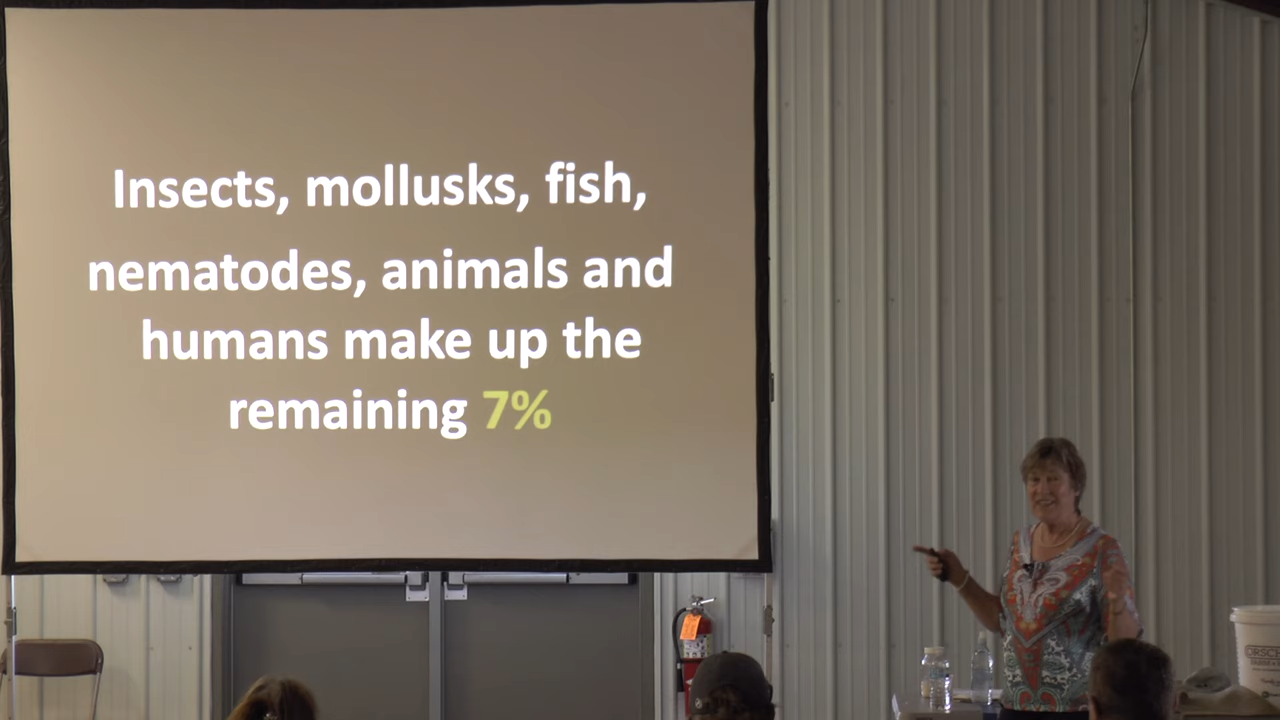 Insects, mollusks, fish,
nematodes, animals and
humans make up the
remaining 7%